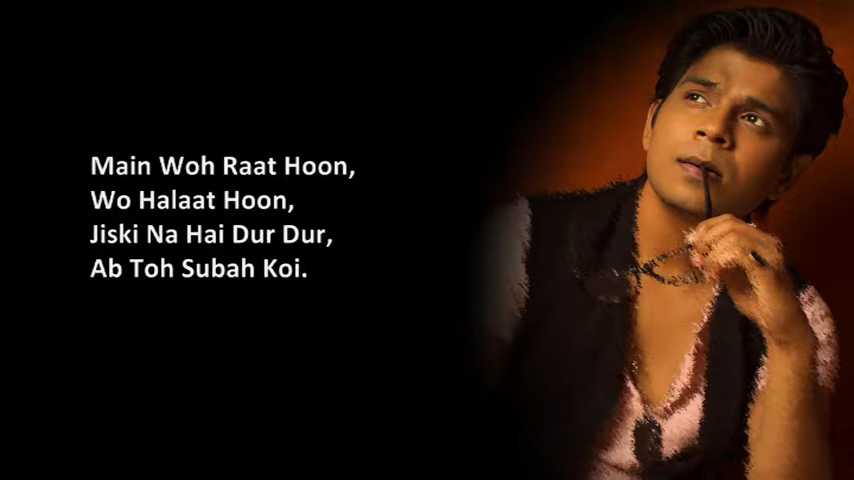 Main Woh Raat Hoon,
Wo Halaat Hoon,
Jiski Na Hai Dur Dur,
Ab Toh Subah Koi.